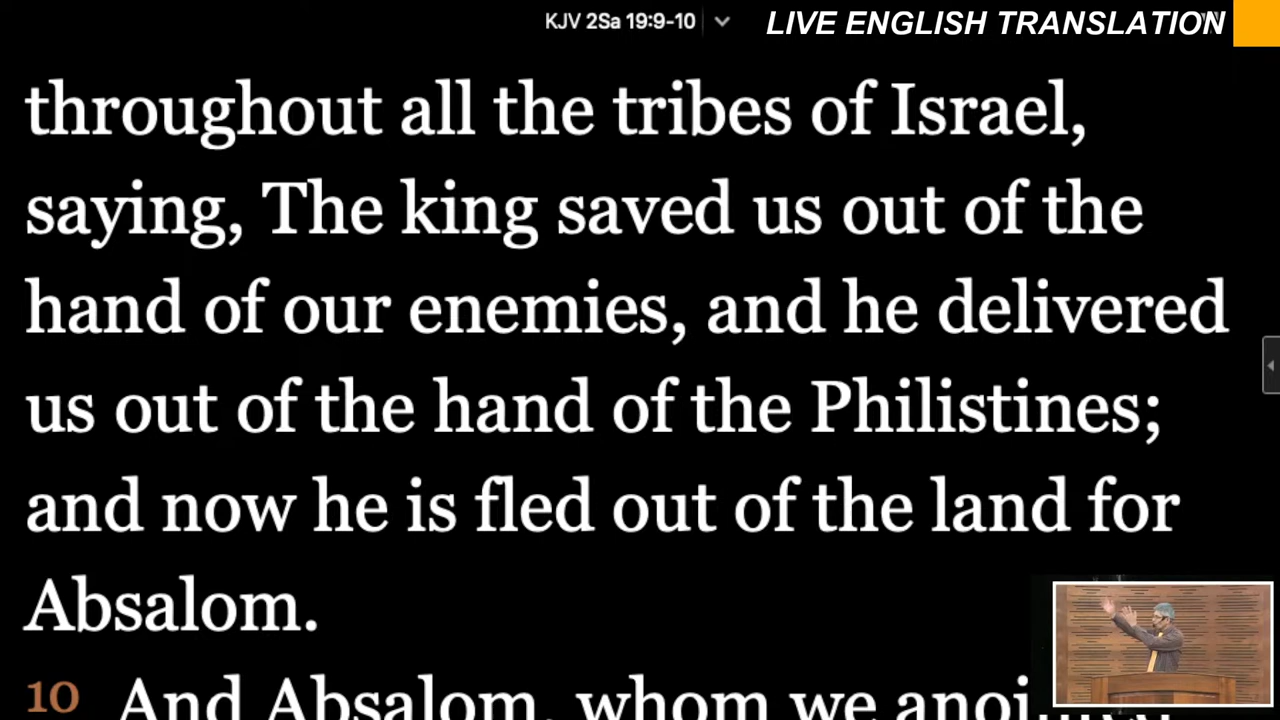 KJV 2Sa 19:9-10
LIVE ENGLISH TRANSLATION
throughout all the tribes of Israel,
saying, The king saved us out of the
hand of our enemies, and he delivered
us out of the hand of the Philistines;
and now he is fled out of the land for
Absalom.
10 And Absalom, whom we anointed